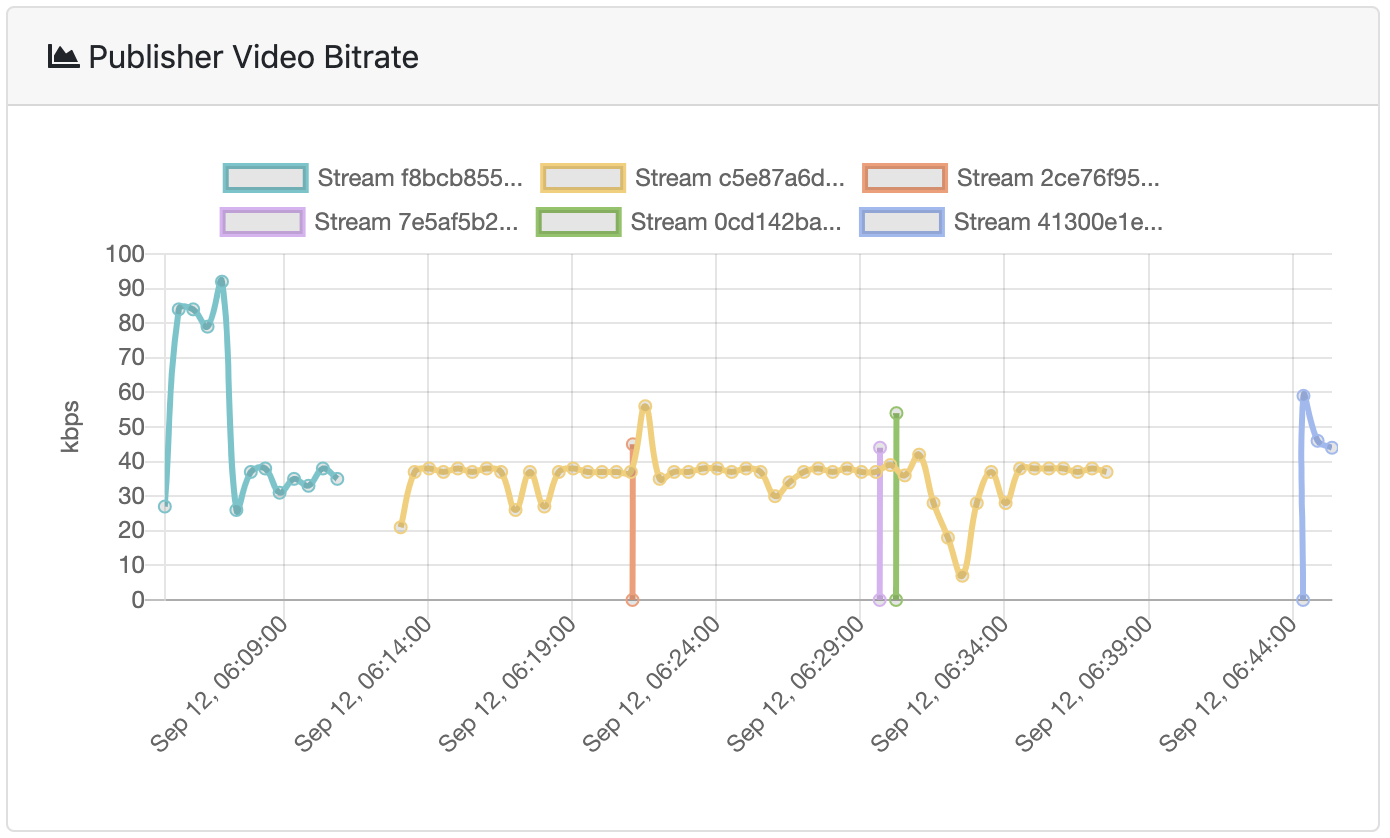 Publisher Video Bitrate
Stream f8bcb855... Stream c5e87a6d... Stream 2ce76f95...
Stream 7e5af5b2... Stream 0cd142ba... Stream 41300e1e...
100
90
80
70
60
50
40
30
20
10
0
kbps
Sep 12, 06:09:00
Sep 12, 06:14:00
Sep 12, 06:19:00
Sep 12, 06:24:00
Sep 12, 06:29:00
Sep 12, 06:34:00
Sep 12, 06:39:00
Sep 12, 06:44:00